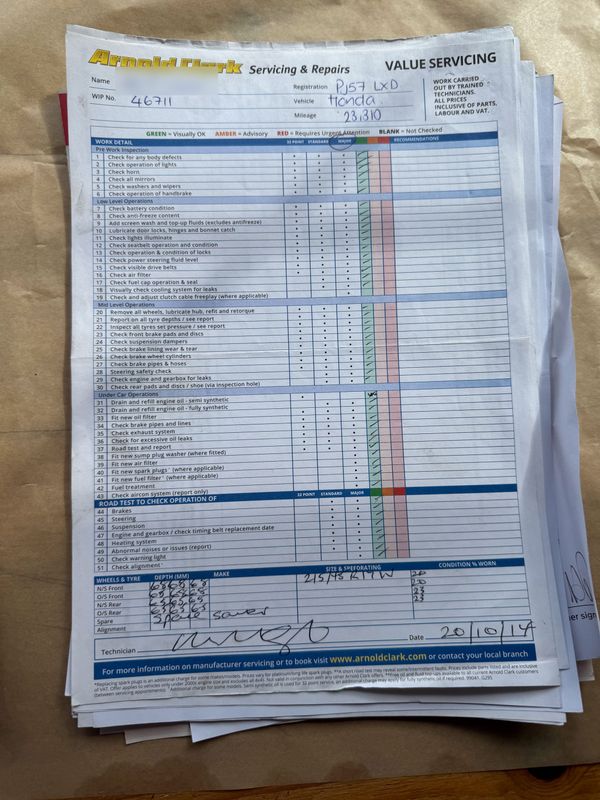 Arnold Clark Servicing & Repairs VALUE SERVICING
Name
Registration PJ57 LXD
WORK CARRIED
OUT BY TRAINED
TECHNICIANS.
ALL PRICES
INCLUSIVE OF PARTS,
LABOUR AND VAT.
WIP No. 46711
Vehicle Honda
Mileage 23,310
GREEN = Visually OK AMBER = Advisory RED = Requires Urgent Attention BLANK = Not Checked
WORK DETAIL 32 POINT STANDARD MAJOR RECOMMENDATIONS
Pre Work Inspection
1 Check for any body defects
2 Check operation of lights
3 Check horn
4 Check all mirrors
5 Check washers and wipers
6 Check operation of handbrake
Low Level Operations
7 Check battery condition
8 Check anti-freeze content
9 Add screen wash and top-up fluids (excludes antifreeze)
10 Lubricate door locks, hinges and bonnet catch
11 Check lights illuminate
12 Check seatbelt operation and condition
13 Check operation & condition of locks
14 Check power steering fluid level
15 Check visible drive belts
16 Check air filter
17 Check fuel cap operation & seat
18 Visually check cooling system for leaks
19 Check and adjust clutch cable freeplay (where applicable)
Mid Level Operations
20 Remove all wheels, lubricate hub, refit and retorque
21 Report on all tyre depths / see report
22 Inspect all tyres set pressure / see report
23 Check front brake pads and discs
24 Check suspension dampers
25 Check brake lining wear & tear
26 Check brake wheel cylinders
27 Check brake pipes & hoses
28 Steering safety check
29 Check engine and gearbox for leaks
30 Check rear pads and discs / shoe (via inspection hole)
Under Car Operations
31 Drain and refill engine oil - semi synthetic
32 Drain and refill engine oil - fully synthetic
33 Fit new oil filter
34 Check brake pipes and lines
35 Check exhaust system
36 Check for excessive oil leaks
37 Road test and report
38 Fit new sump plug washer (where fitted)
39 Fit new air filter
40 Fit new spark plugs* (where applicable)
41 Fit new fuel filter* (where applicable)
42 Fuel treatment
43 Check aircon system (report only)
ROAD TEST TO CHECK OPERATION OF 32 POINT STANDARD MAJOR
44 Brakes
45 Steering
46 Suspension
47 Engine and gearbox / check timing belt replacement date
48 Heating system
49 Abnormal noises or issues (report)
50 Check warning light
51 Check alignment*
WHEELS & TYRE DEPTH (MM) MAKE SIZE & SPEFORATING CONDITION % WORN
N/S Front
O/S Front
N/S Rear 23
O/S Rear 23
Spare Space saver
Alignment
Technician Date 20/10/14
For more information on manufacturer servicing or to book visit www.arnoldclark.com or contact your local branch